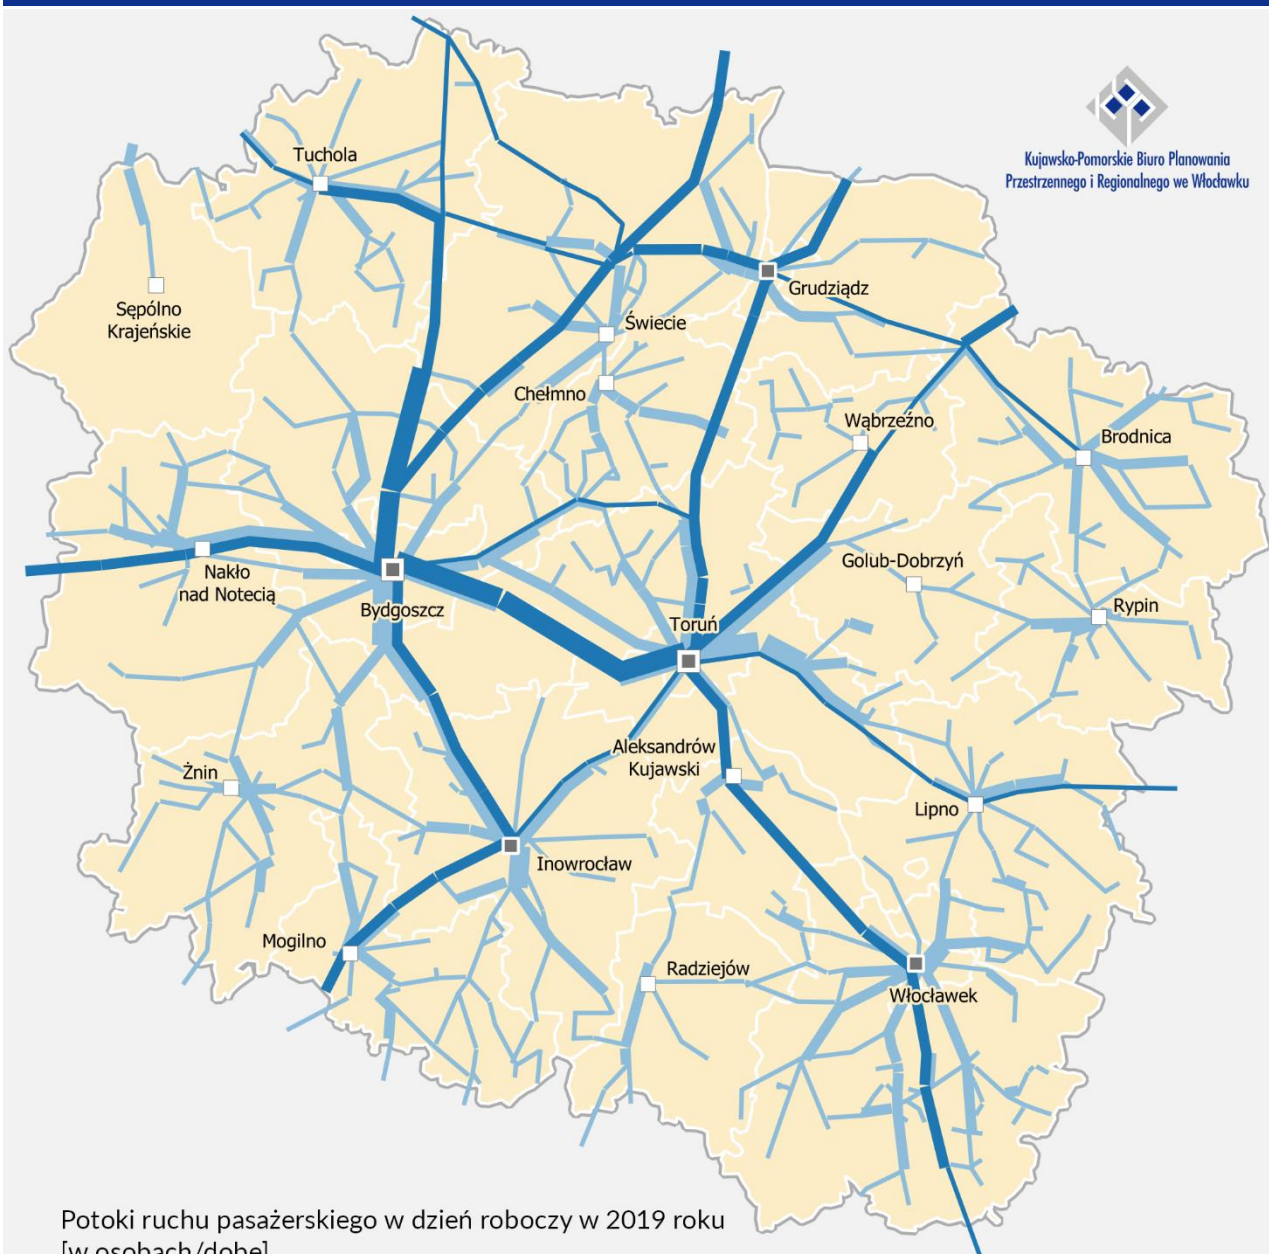 Kujawsko-Pomorskie Biuro Planowania
Przestrzennego i Regionalnego we Włocławku
Tuchola
Sępólno
Krajeńskie
Grudziądz
Świecie
Chełmno
Wąbrzeźno
Brodnica
Nakło
nad Notecią
Bydgoszcz
Golub-Dobrzyń
Rypin
Toruń
Aleksandrów
Kujawski
Żnin
Lipno
Inowrocław
Mogilno
Radziejów
Włocławek
Potoki ruchu pasażerskiego w dzień roboczy w 2019 roku
[w osobach/dobę]